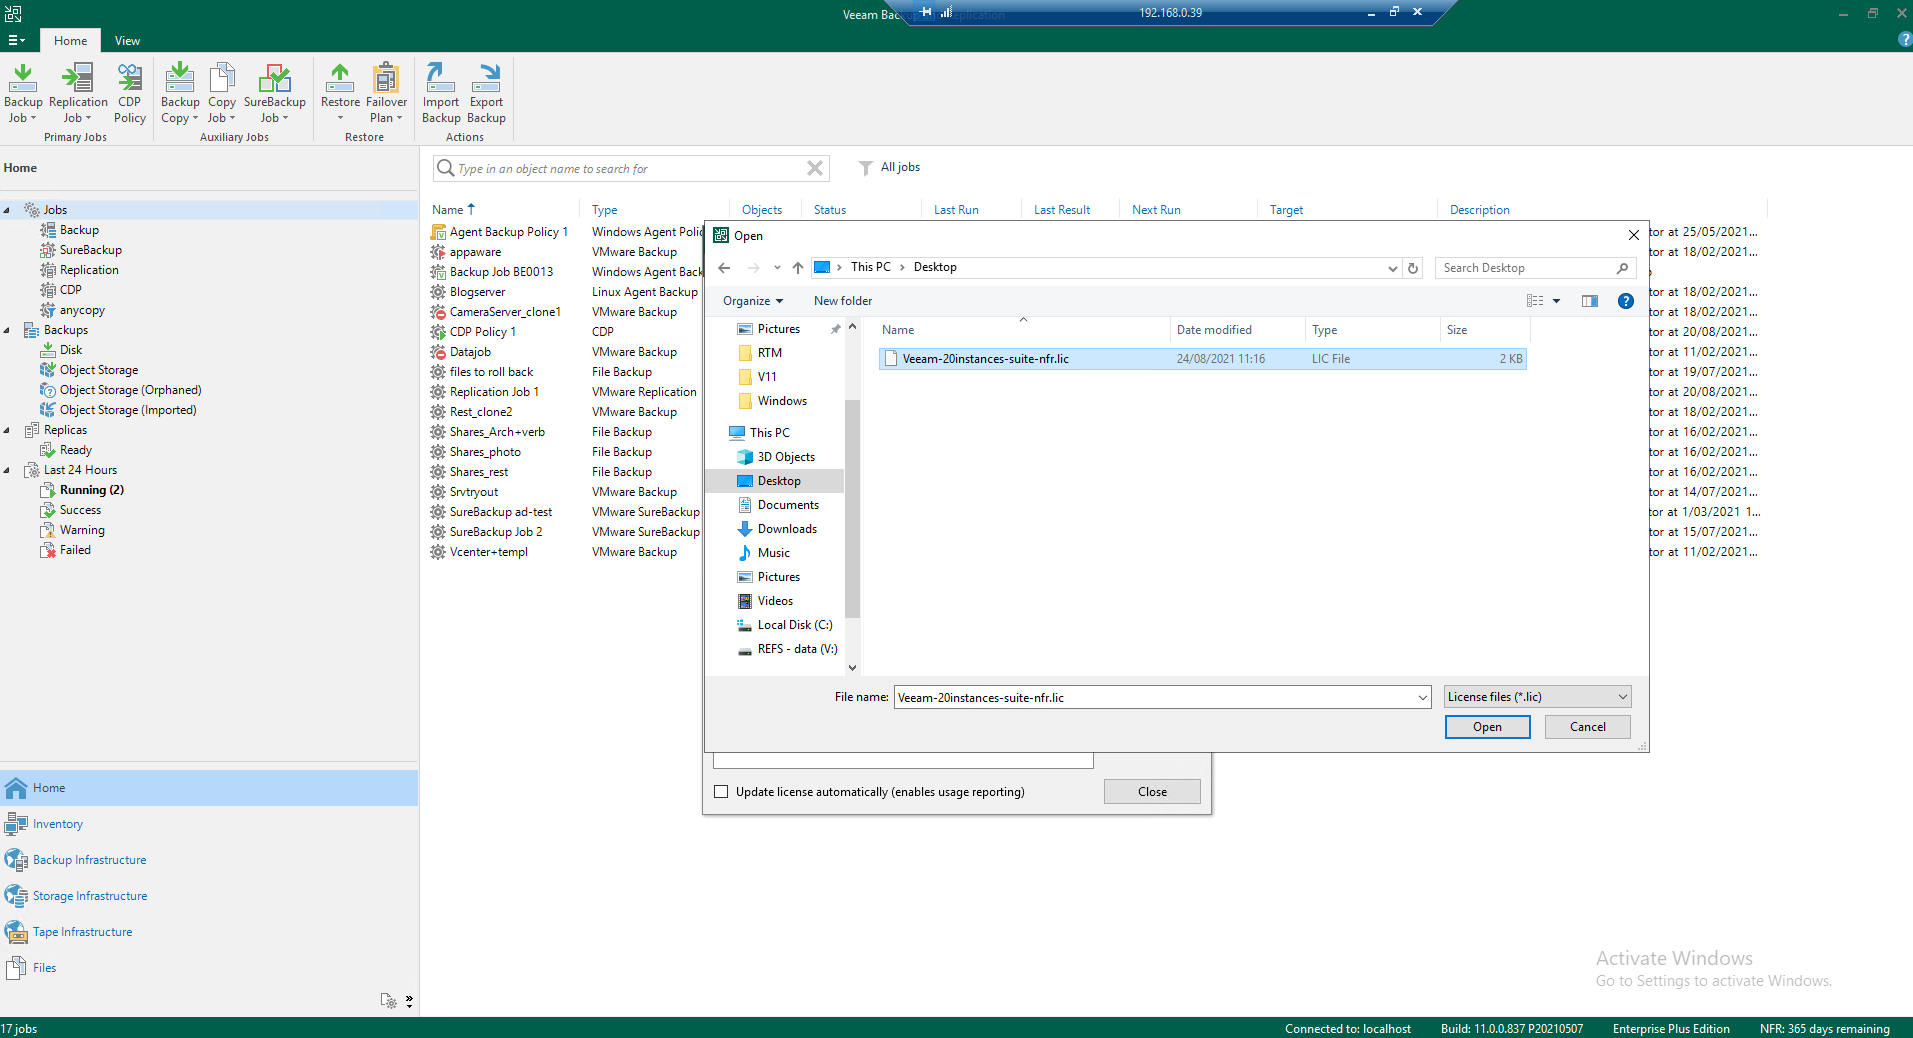 Veeam Backup and Replication
192.168.0.39
Home
View
Backup Job
Replication Job
CDP Policy
Backup Copy
Copy Job
SureBackup Job
Restore
Failover Plan
Import Backup
Export Backup
Primary Jobs
Auxiliary Jobs
Restore
Actions
Home
Type in an object name to search for
All jobs
Jobs
Backup
SureBackup
Replication
CDP
anycopy
Backups
Disk
Object Storage
Object Storage (Orphaned)
Object Storage (Imported)
Replicas
Ready
Last 24 Hours
Running (2)
Success
Warning
Failed
Home
Inventory
Backup Infrastructure
Storage Infrastructure
Tape Infrastructure
Files
Name Type Objects Status Last Run Last Result Next Run Target Description
Agent Backup Policy 1 Windows Agent Polic tor at 25/05/2021...
appaware VMware Backup tor at 18/02/2021...
Backup Job BE0013 Windows Agent Back
Blogserver Linux Agent Backup tor at 18/02/2021...
CameraServer_clone1 VMware Backup tor at 18/02/2021...
CDP Policy 1 CDP tor at 20/08/2021...
Datajob VMware Backup tor at 11/02/2021...
files to roll back File Backup tor at 19/07/2021...
Replication Job 1 VMware Replication tor at 20/08/2021...
Rest_clone2 VMware Backup tor at 18/02/2021...
Shares_Arch+verb File Backup tor at 16/02/2021...
Shares_photo File Backup tor at 16/02/2021...
Shares_rest File Backup tor at 16/02/2021...
Srvtryout VMware Backup tor at 14/07/2021...
SureBackup ad-test VMware SureBackup tor at 1/03/2021 1...
SureBackup Job 2 VMware SureBackup tor at 15/07/2021...
Vcenter+templ VMware Backup tor at 11/02/2021...
Open
This PC Desktop
Search Desktop
Organize
New folder
Pictures
RTM
V11
Windows
This PC
3D Objects
Desktop
Documents
Downloads
Music
Pictures
Videos
Local Disk (C:)
REFS - data (V:)
Name Date modified Type Size
Veeam-20instances-suite-nfr.lic 24/08/2021 11:16 LIC File 2 KB
File name: Veeam-20instances-suite-nfr.lic
License files (*.lic)
Open
Cancel
Update license automatically (enables usage reporting)
Close
Activate Windows
Go to Settings to activate Windows.
17 jobs
Connected to: localhost
Build: 11.0.0.837 P20210507
Enterprise Plus Edition
NFR: 365 days remaining